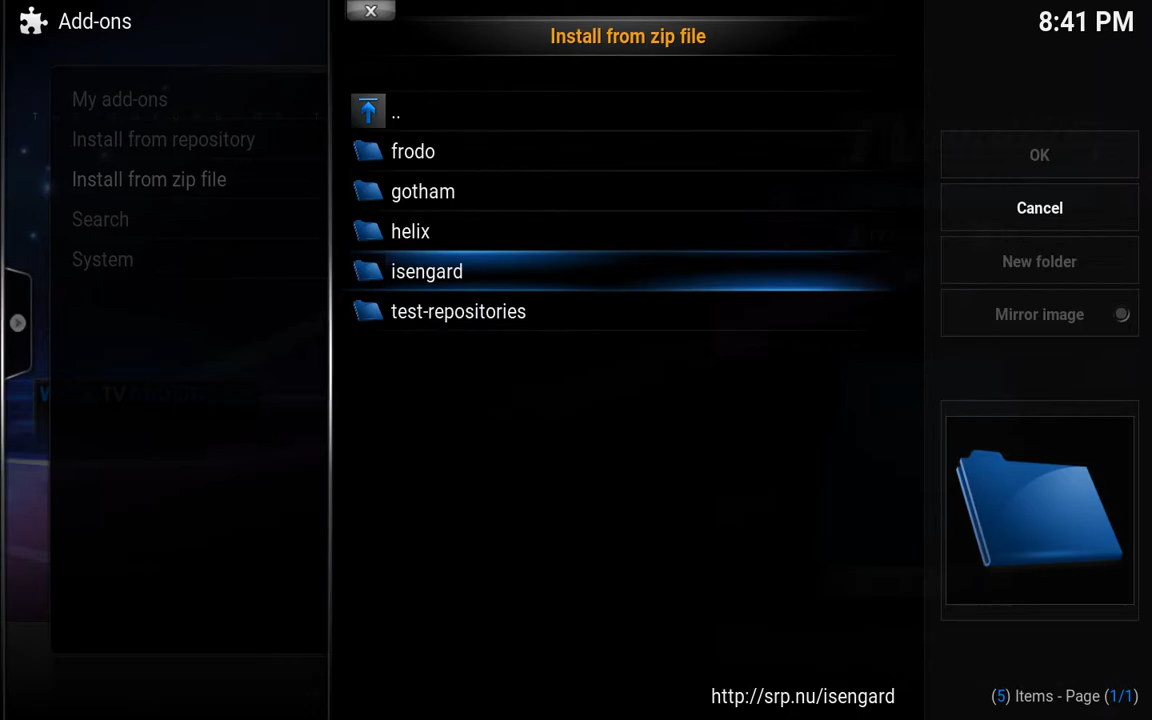 Add-ons
Install from zip file
8:41 PM
My add-ons
Install from repository
Install from zip file
Search
System
..
frodo
gotham
helix
isengard
test-repositories
OK
Cancel
New folder
Mirror image
http://srp.nu/isengard
(5) Items - Page (1/1)